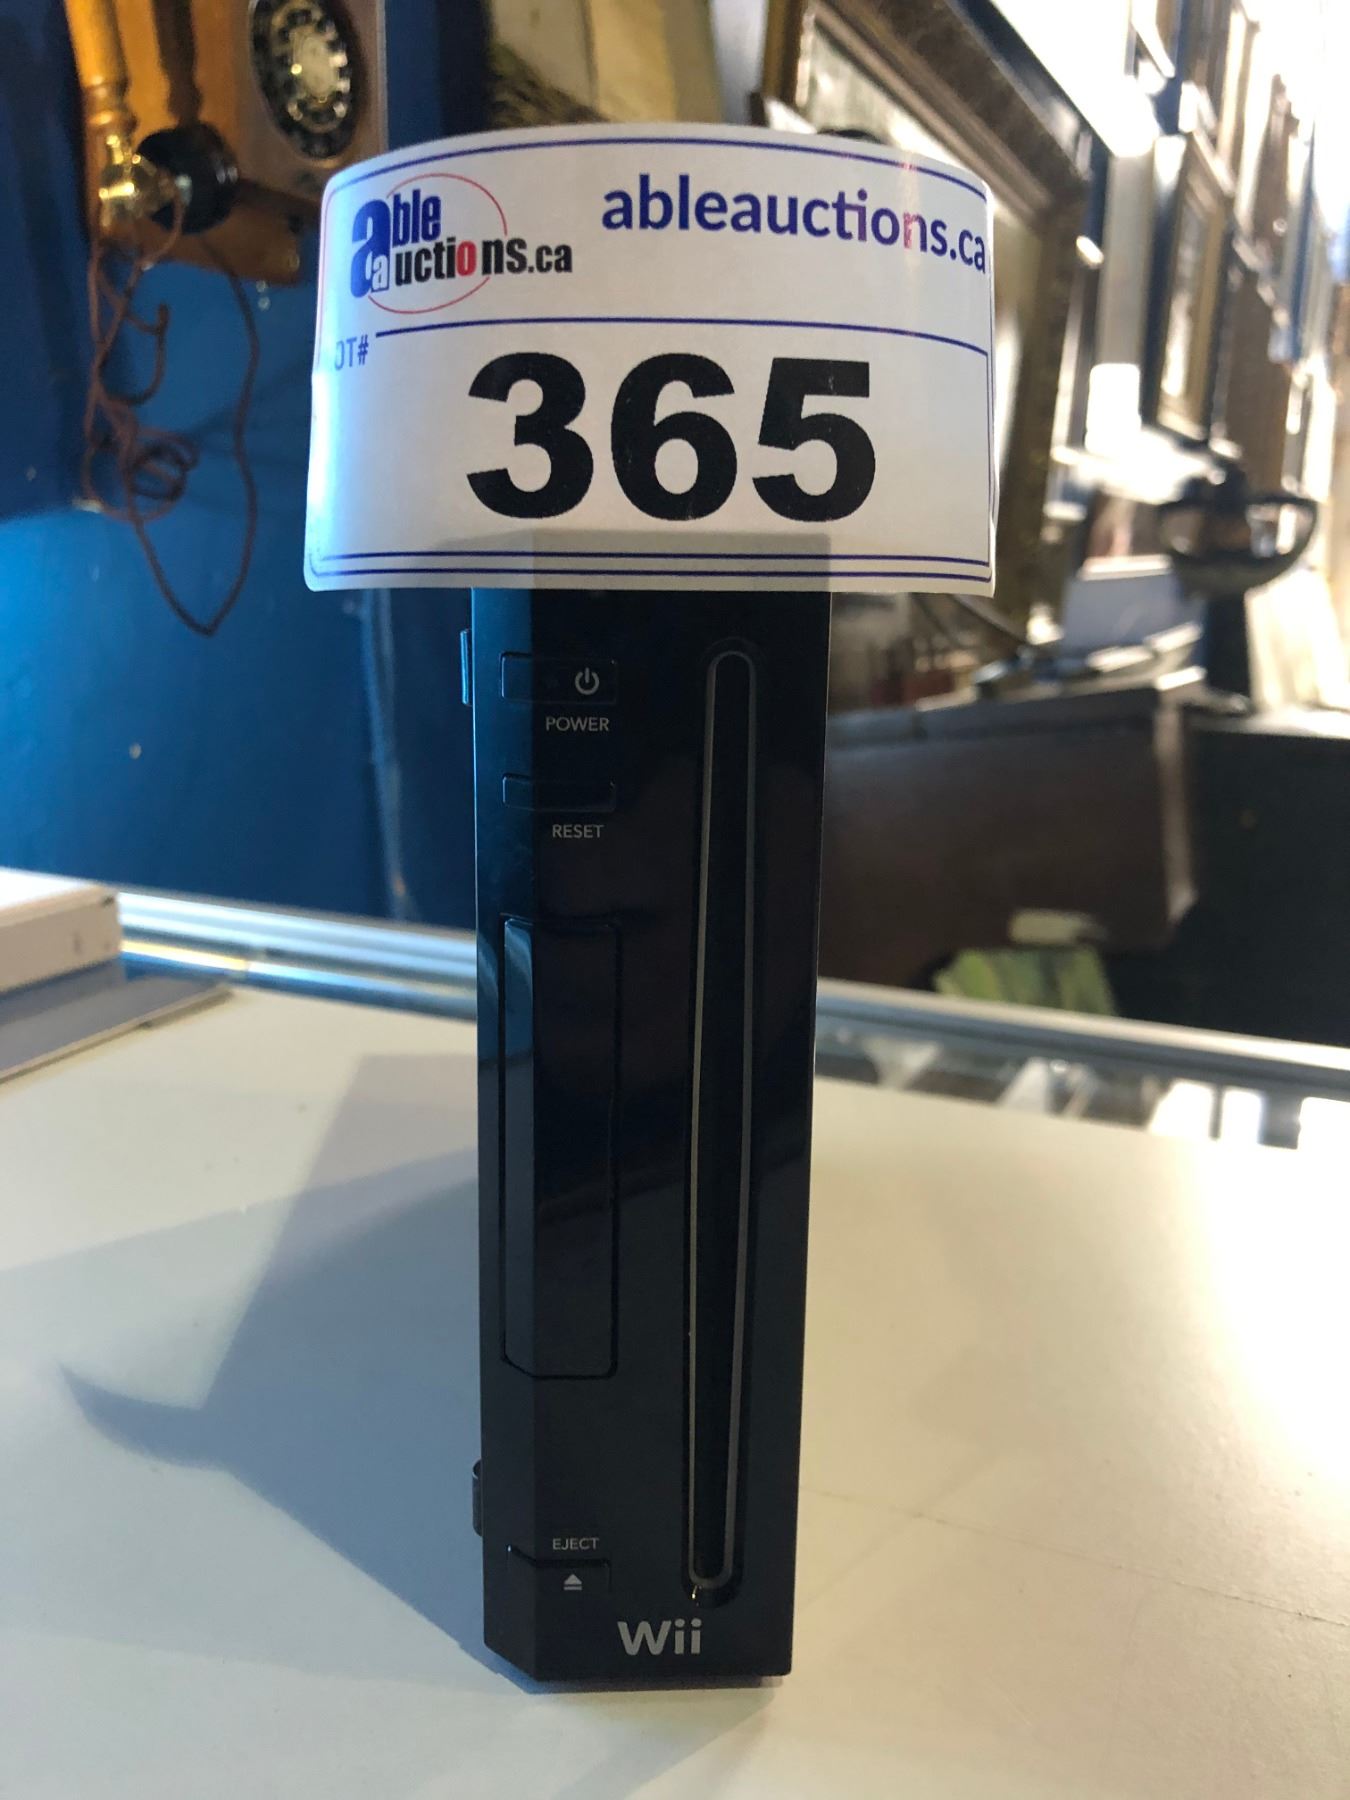 able
auctions.ca
ableauctions.ca
OT#
365
POWER
RESET
EJECT
Wii